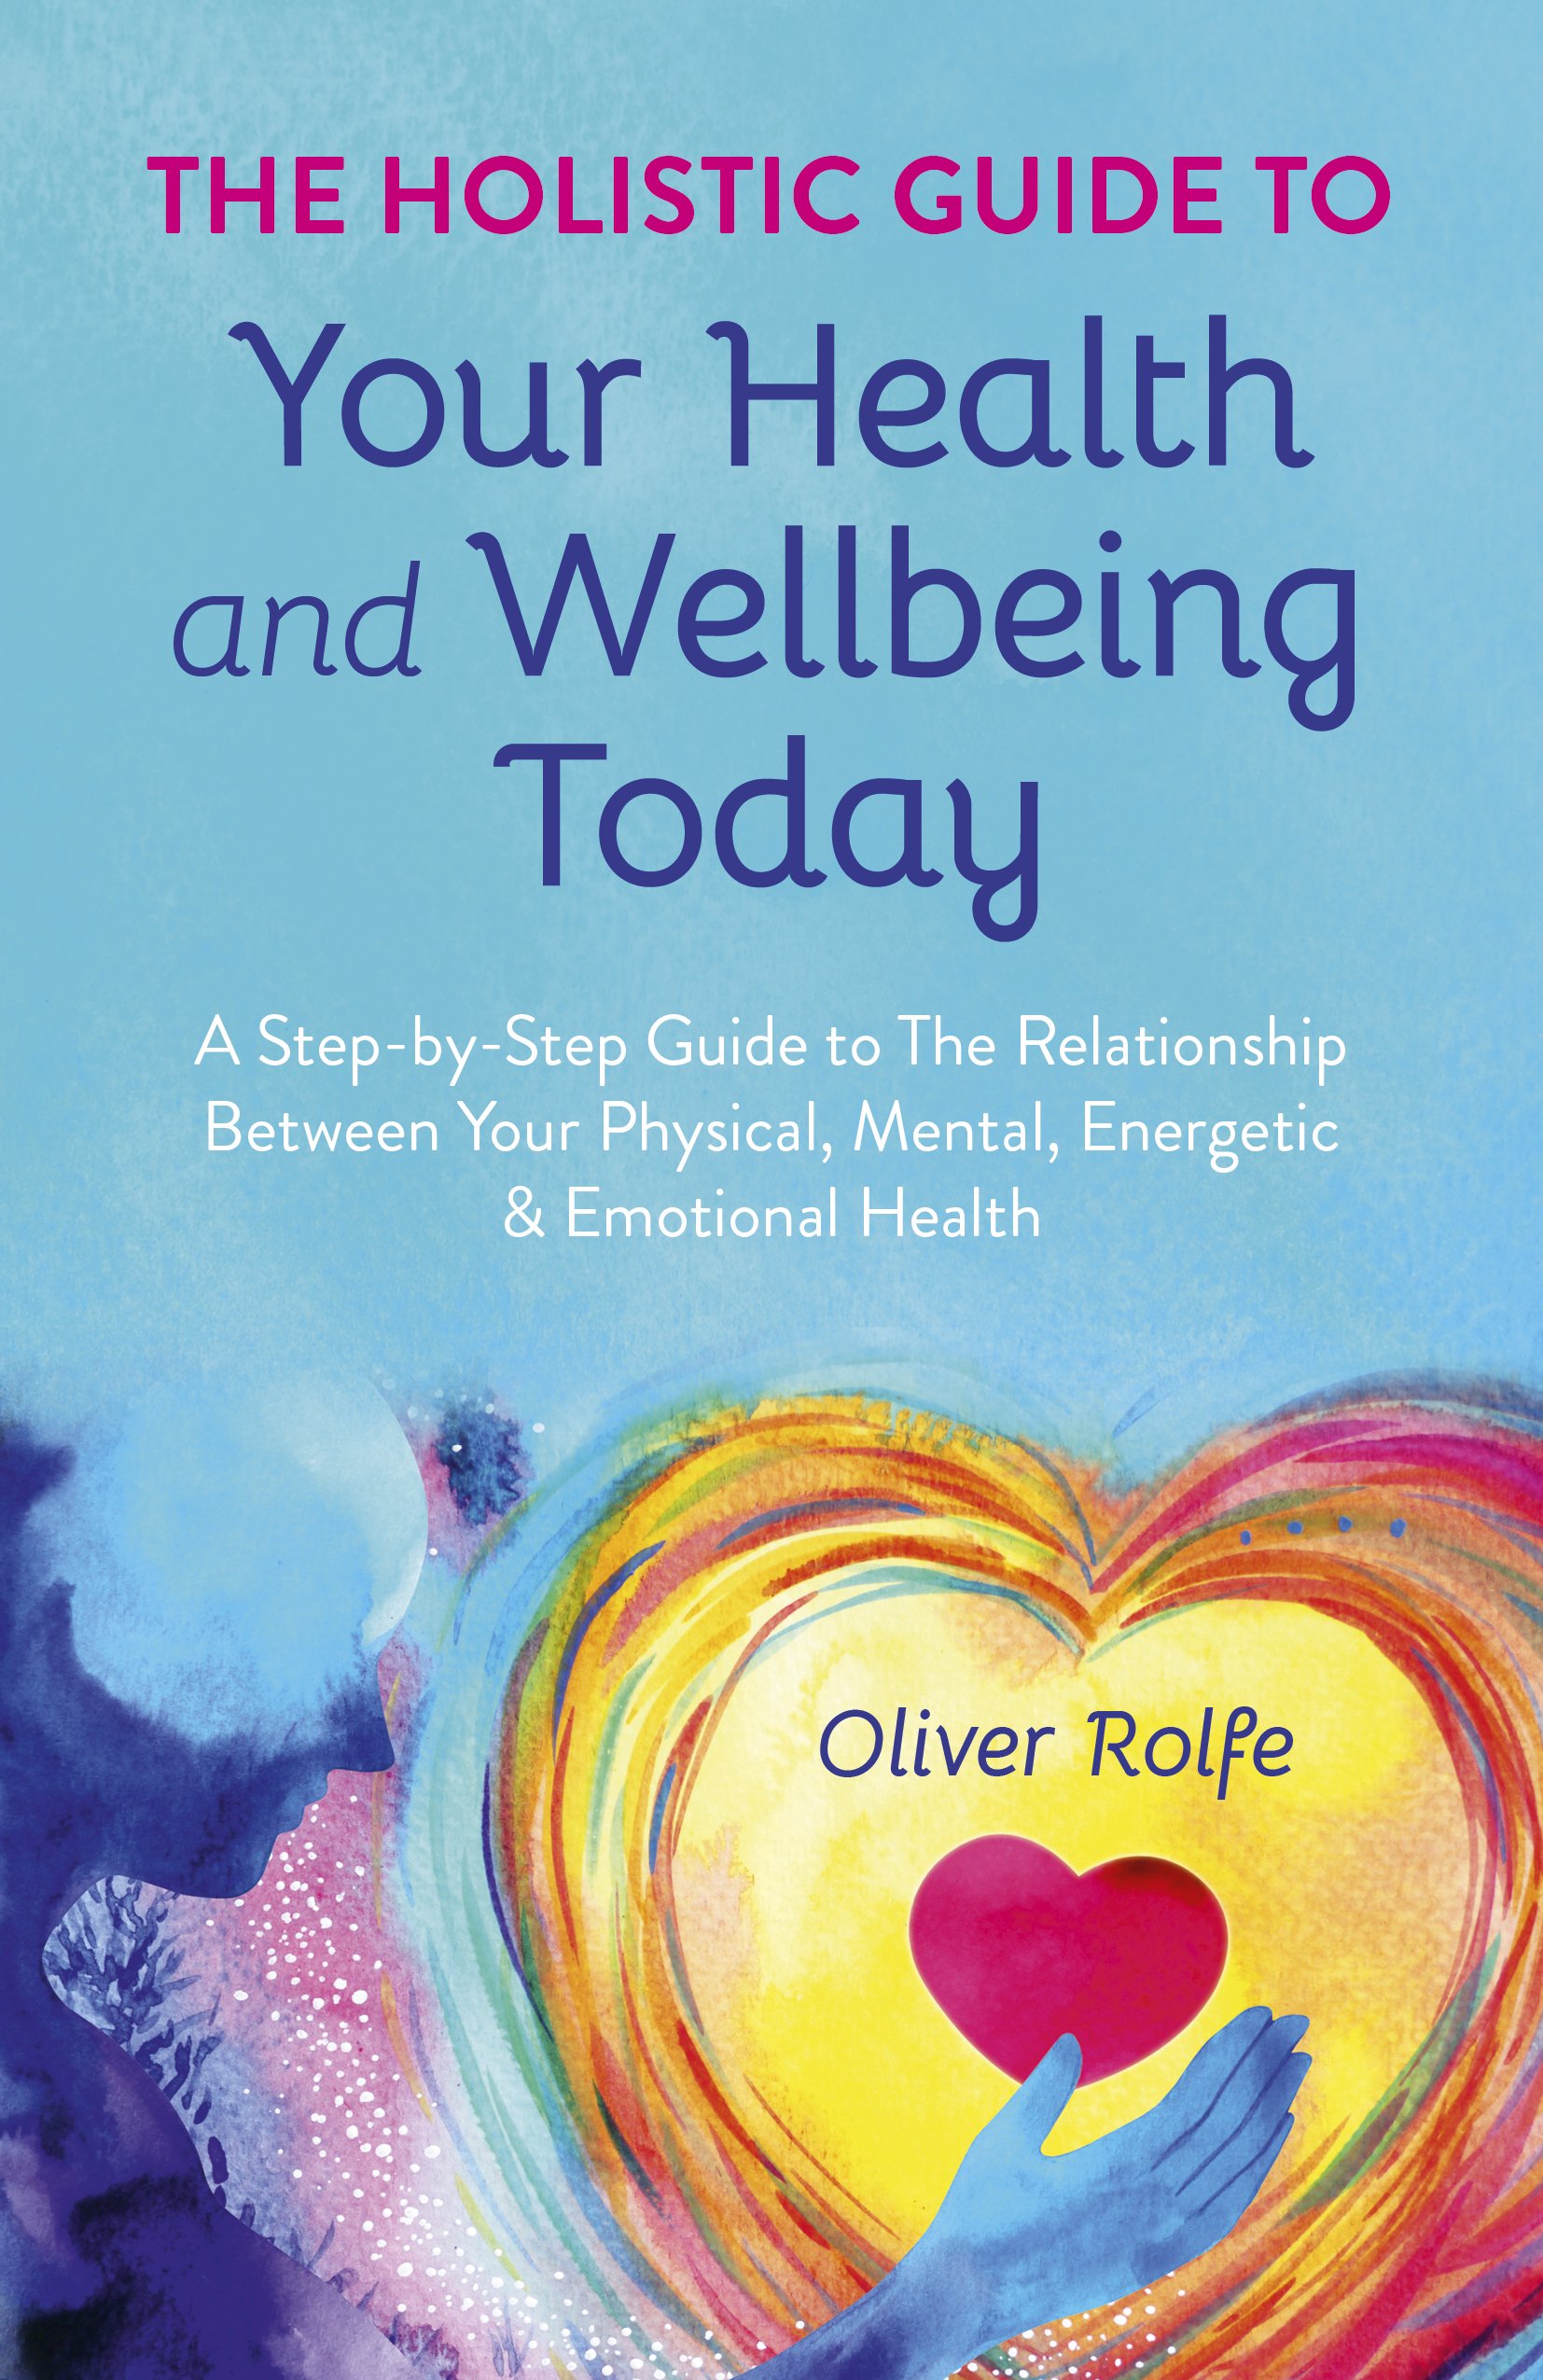 THE HOLISTIC GUIDE TO
Your Health
and Wellbeing
Today
A Step-by-Step Guide to The Relationship
Between Your Physical, Mental, Energetic
& Emotional Health
Oliver Rolfe